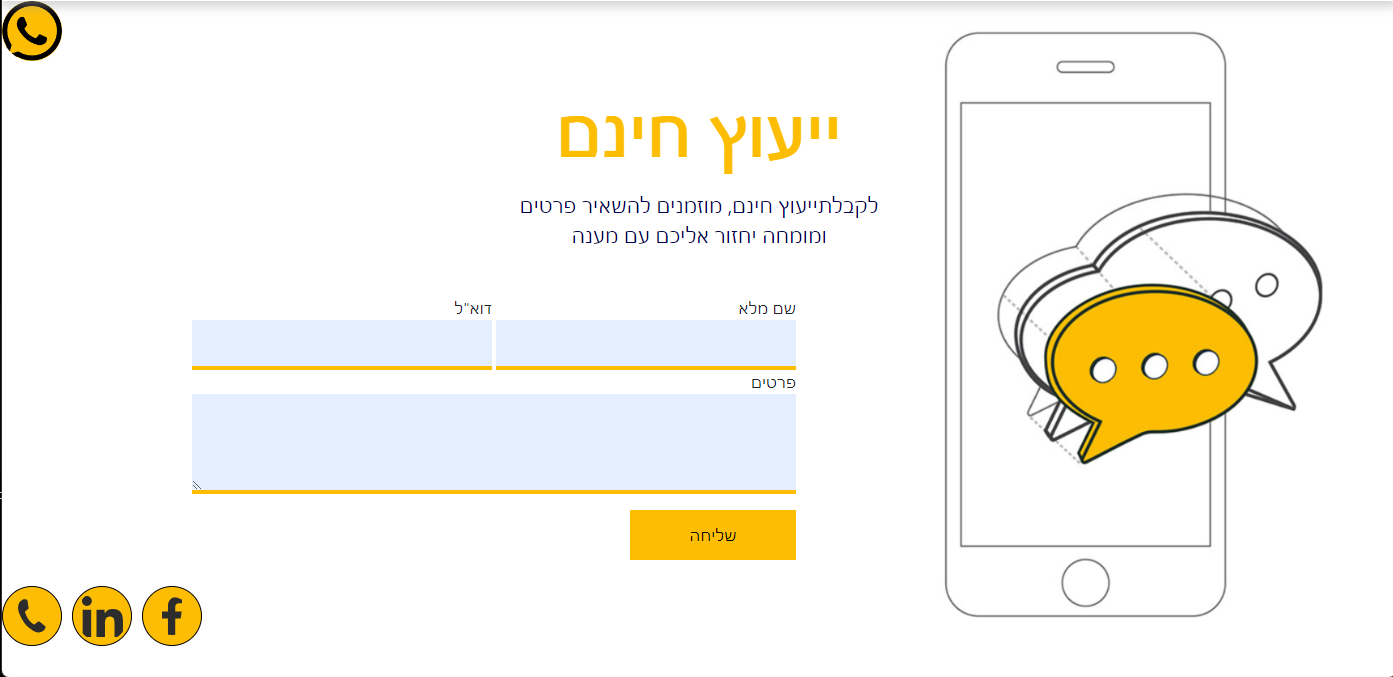 ייעוץ חינם
לקבלתייעוץ חינם, מוזמנים להשאיר פרטים
ומומחה יחזור אליכם עם מענה
שם מלא
דוא"ל
פרטים
שליחה
in
f